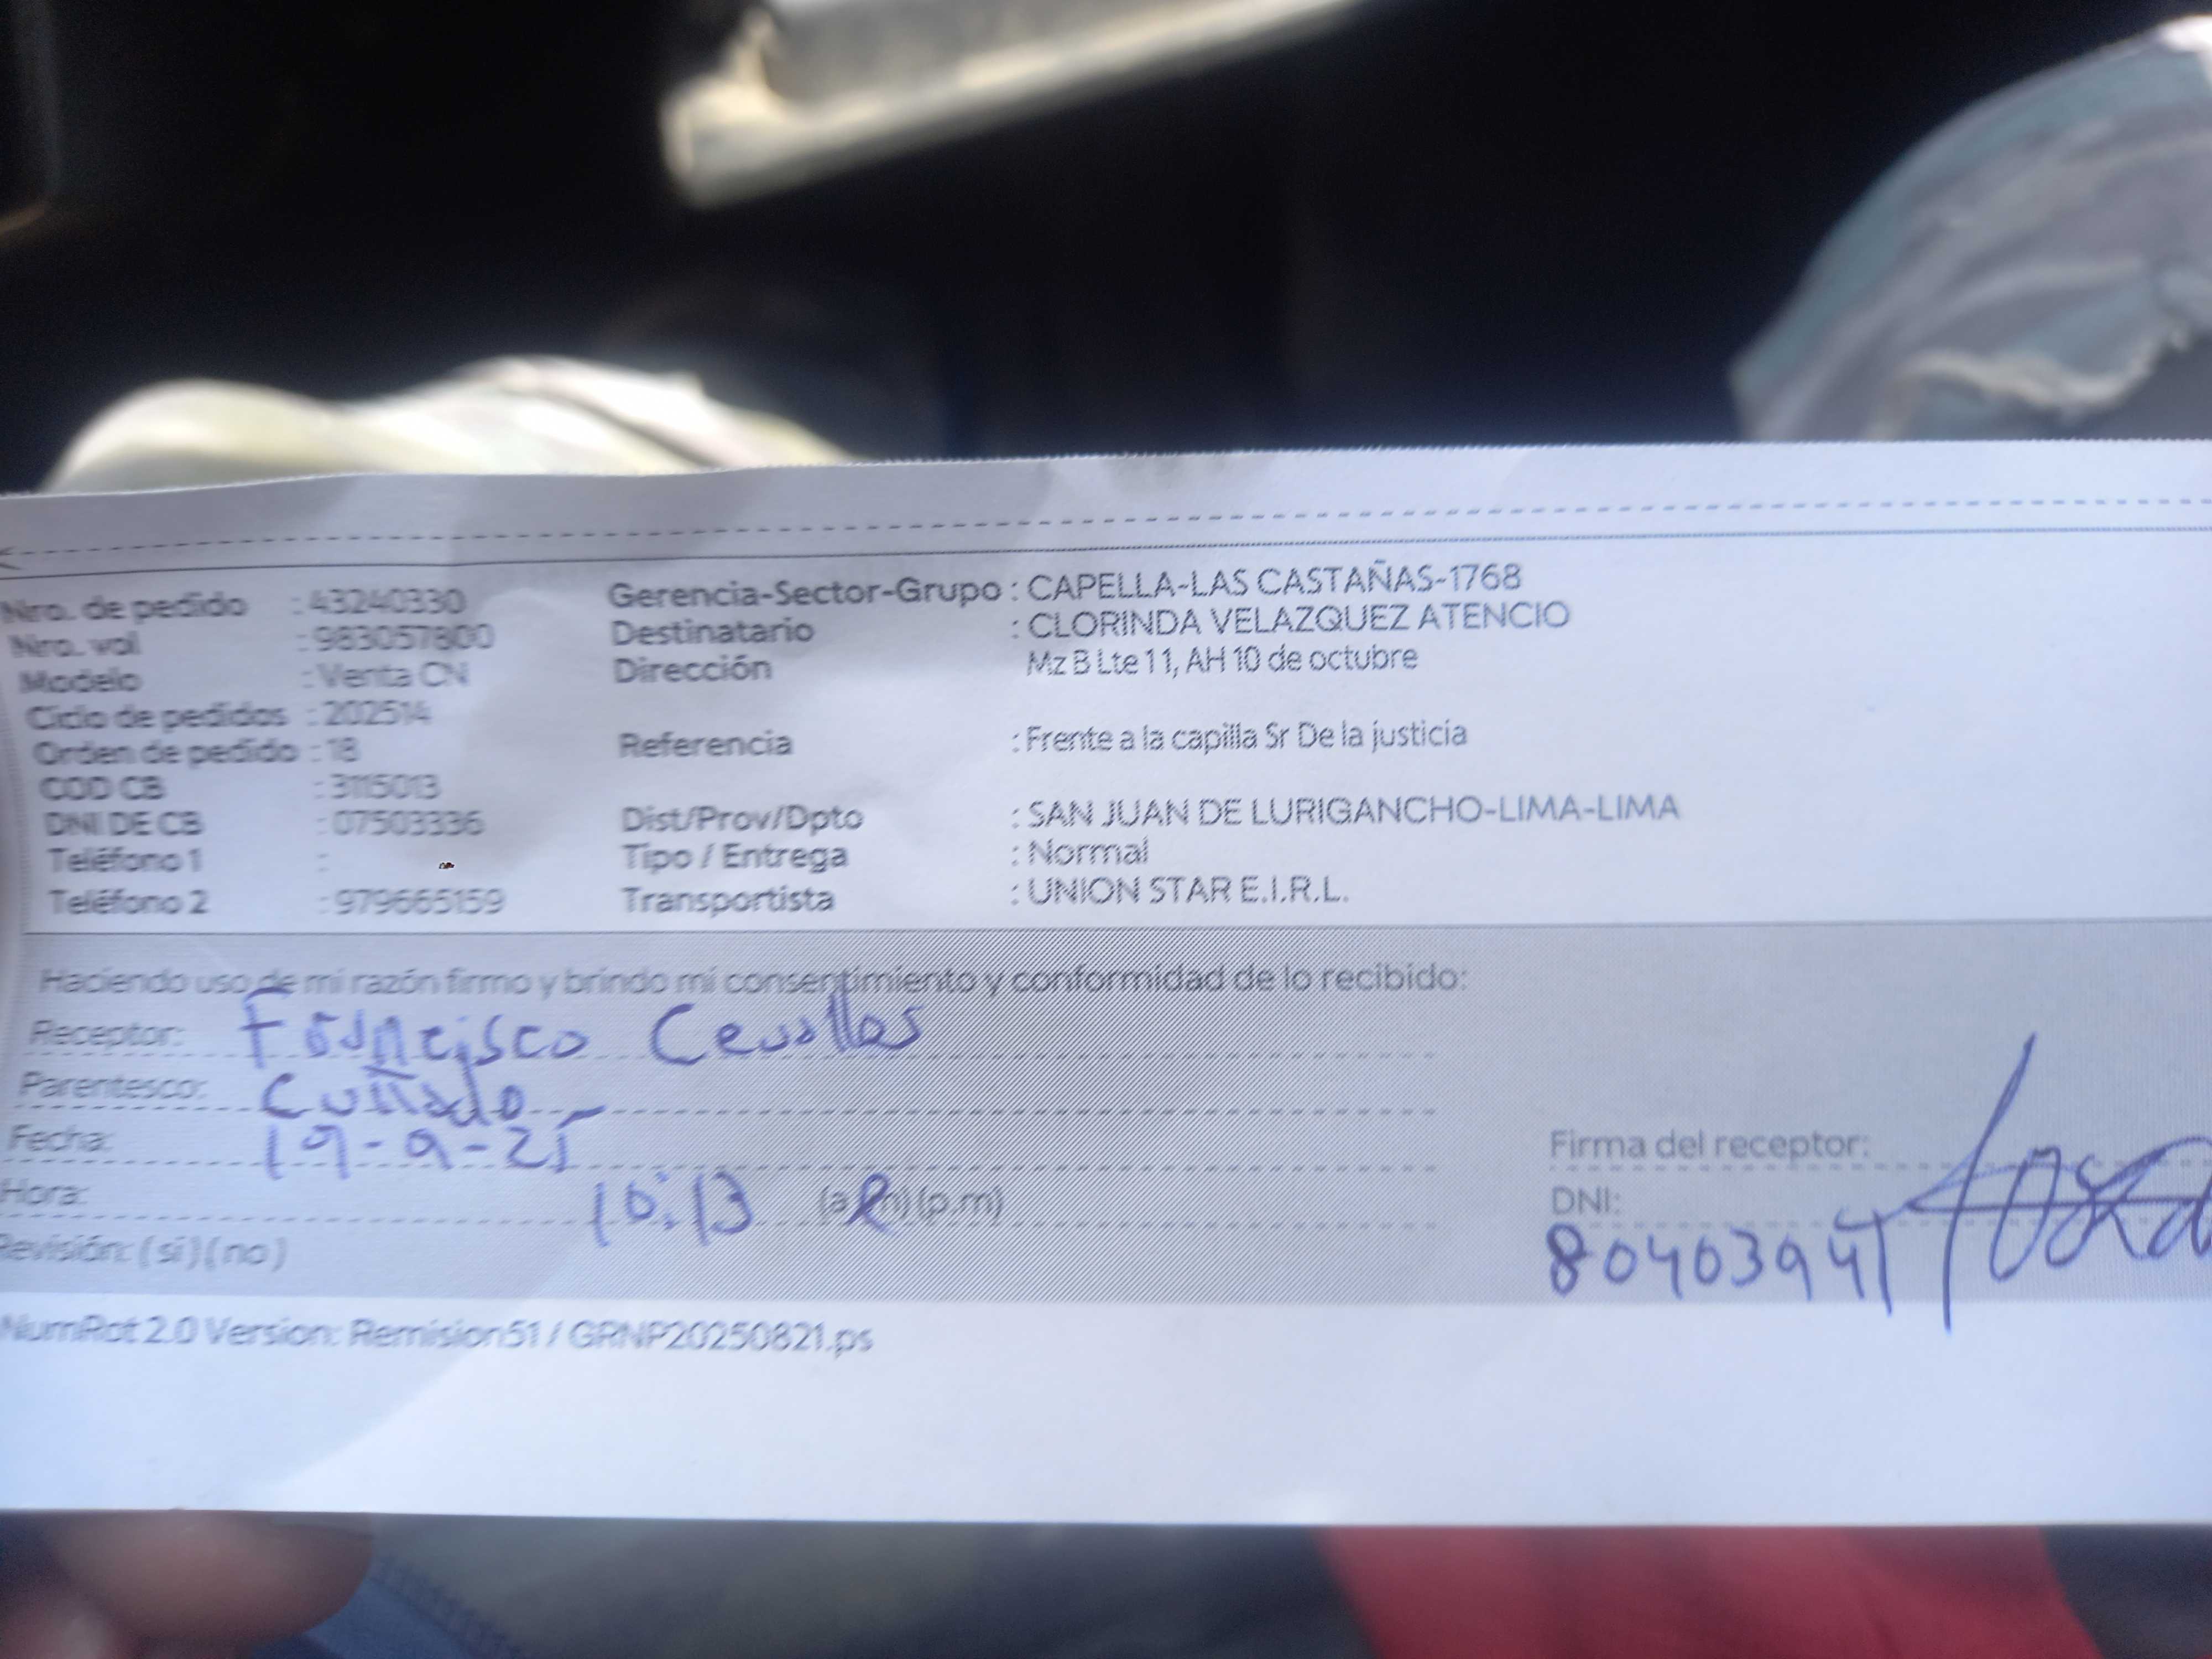 Nro. de pedido : 43240330 Gerencia-Sector-Grupo : CAPELLA-LAS CASTAÑAS-1768
Nro. vol : 983057800 Destinatario : CLORINDA VELAZQUEZ ATENCIO
Modelo : Venta CN Dirección Mz B Lte 11, AH 10 de octubre
Ciclo de pedidos : 202514
Orden de pedido : 18 Referencia : Frente a la capilla Sr De la justicia
COD CB : 3115013
DNI DE CB : 07503336 Dist/Prov/Dpto : SAN JUAN DE LURIGANCHO-LIMA-LIMA
Teléfono 1 : Tipo / Entrega : Normal
Teléfono 2 : 979665159 Transportista : UNION STAR E.I.R.L.
Haciendo uso de mi razón firmo y brindo mi consentimiento y conformidad de lo recibido:
Receptor: Francisco
Parentesco: Cuñado
Fecha: 19-9-25 Firma del receptor:
Hora: 10:13 (a.m) (p.m) DNI:
Revisión: (si) (no)
NumRot 2.0 Version: Remision51 / GRNP20250821.ps